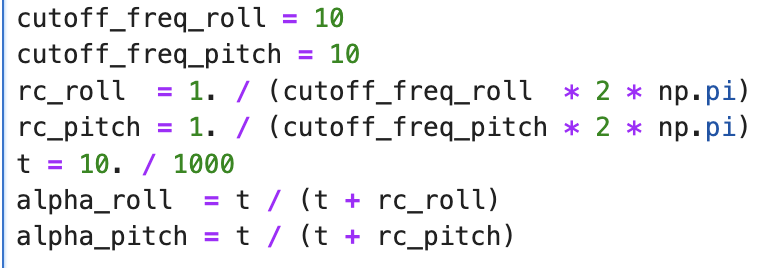 cutoff_freq_roll = 10
cutoff_freq_pitch = 10
rc_roll  = 1. / (cutoff_freq_roll  * 2 * np.pi)
rc_pitch = 1. / (cutoff_freq_pitch * 2 * np.pi)
t = 10. / 1000
alpha_roll  = t / (t + rc_roll)
alpha_pitch = t / (t + rc_pitch)